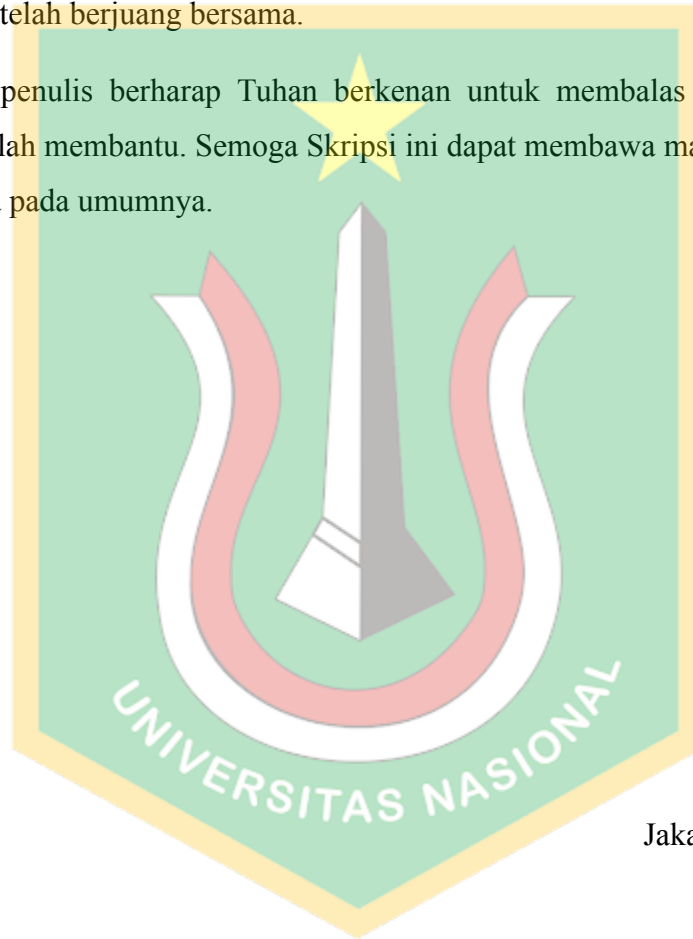 telah berjuang bersama.
penulis berharap Tuhan berkenan untuk membalas
lah membantu. Semoga Skripsi ini dapat membawa ma
pada umumnya.
UNIVERSITAS NASIONAL
Jaka